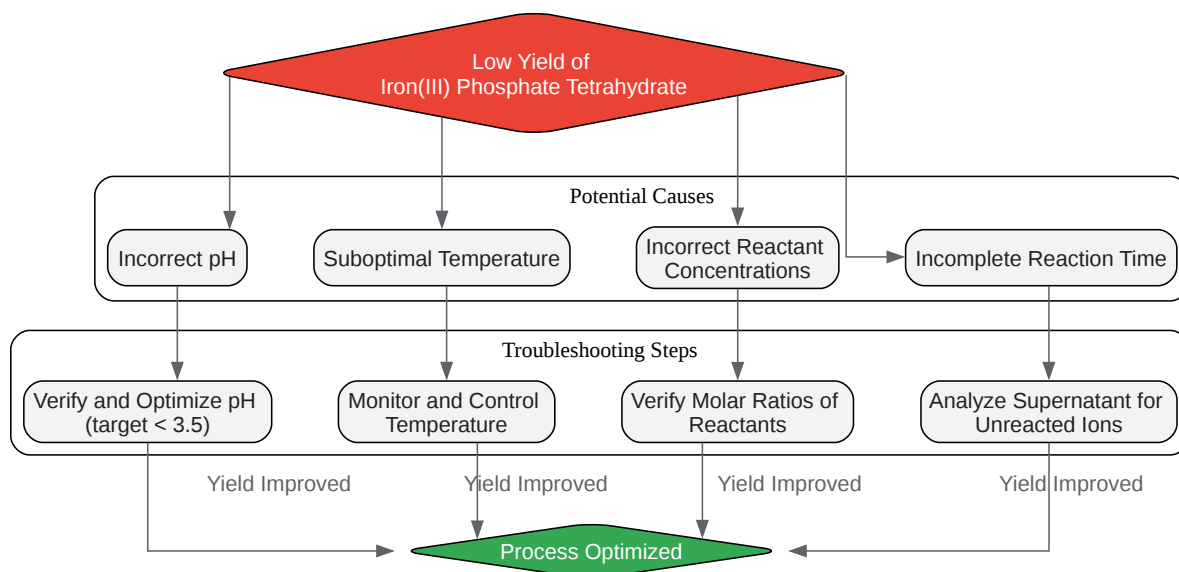 Low Yield of
Iron(III) Phosphate Tetrahydrate
Potential Causes
Incorrect pH
Suboptimal Temperature
Incorrect Reactant
Concentrations
Incomplete Reaction Time
Troubleshooting Steps
Verify and Optimize pH
(target < 3.5)
Monitor and Control
Temperature
Verify Molar Ratios of
Reactants
Analyze Supernatant for
Unreacted Ions
Yield Improved
Yield Improved
Yield Improved
Yield Improved
Process Optimized